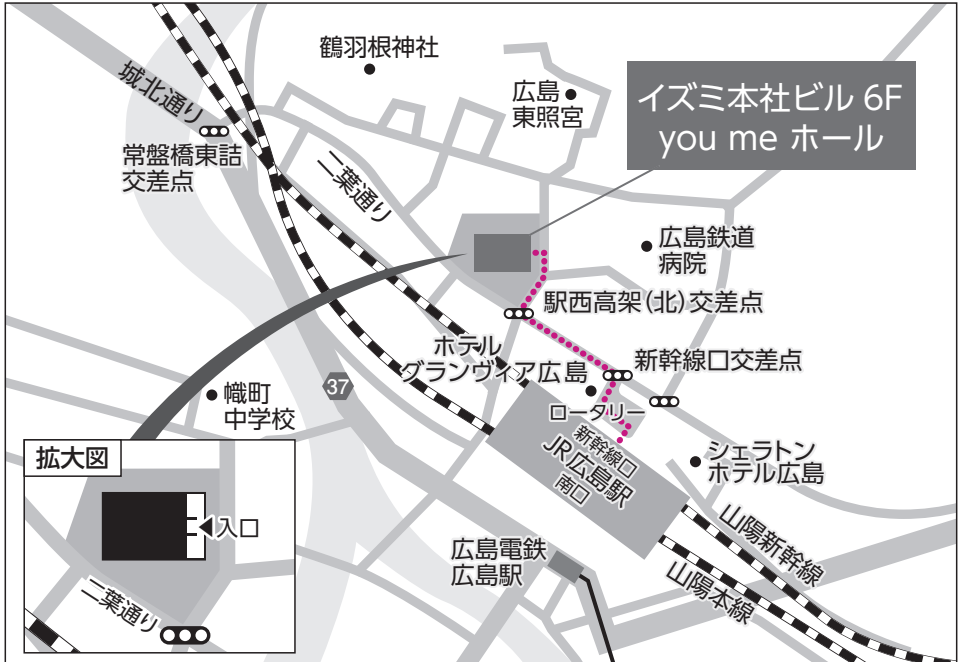 鶴羽根神社
城北通り
常盤橋東詰
交差点
広島
東照宮
イズミ本社ビル 6F
you me ホール
二葉通り
広島鉄道
病院
駅西高架(北)交差点
ホテル
グランヴィア広島
新幹線口交差点
37
幟町
中学校
ロータリー
新幹線口
JR広島駅
南口
シェラトン
ホテル広島
拡大図
入口
二葉通り
広島電鉄
広島駅
山陽新幹線
山陽本線